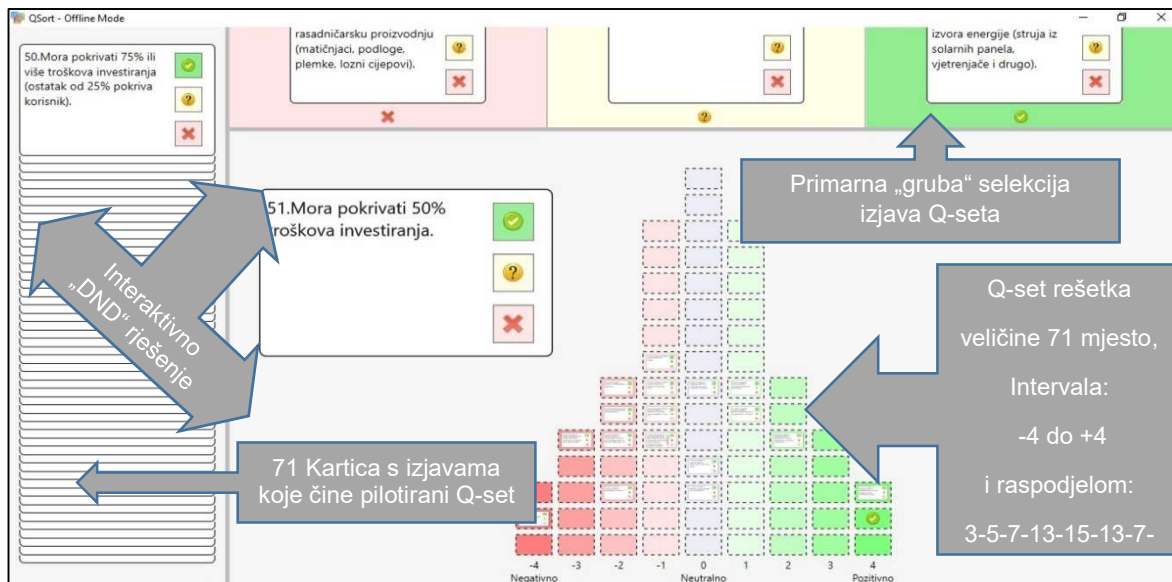 QSort - Offline Mode
50.Mora pokrivati 75% ili
više troškova investiranja
(ostatak od 25% pokriva
korisnik).
rasadničarsku proizvodnju
(matičnjaci, podloge,
plemke, lozni cijepovi).
izvora energije (struja iz
solarnih panela,
vjetrenjače i drugo).
Primarna „gruba“ selekcija
izjava Q-seta
51.Mora pokrivati 50%
troškova investiranja.
Interaktivno
„DND“ rješenje
Q-set rešetka
veličine 71 mjesto,
Intervala:
-4 do +4
i raspodjelom:
3-5-7-13-15-13-7-
71 Kartica s izjavama
koje čine pilotirani Q-set
-4 -3 -2 -1 0 1 2 3 4
Negativno Neutralno Pozitivno